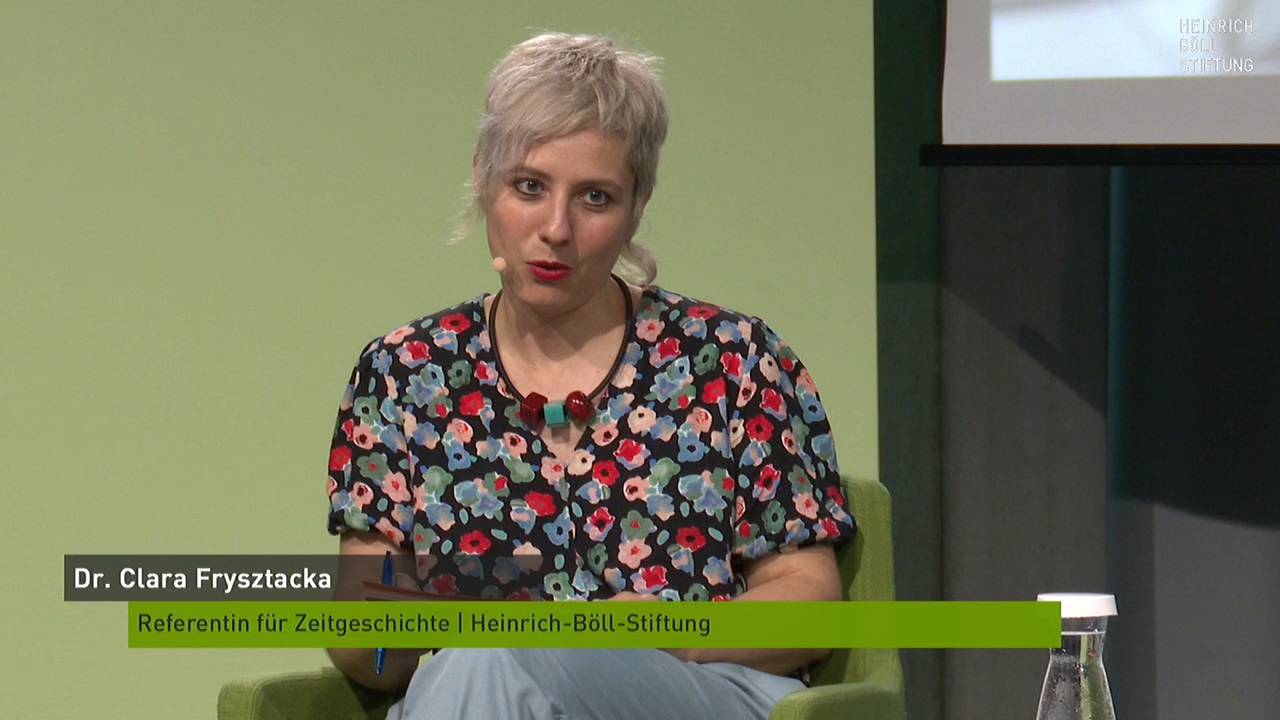 HEINRICH
BÖLL
STIFTUNG
Dr. Clara Frysztacka
Referentin für Zeitgeschichte | Heinrich-Böll-Stiftung